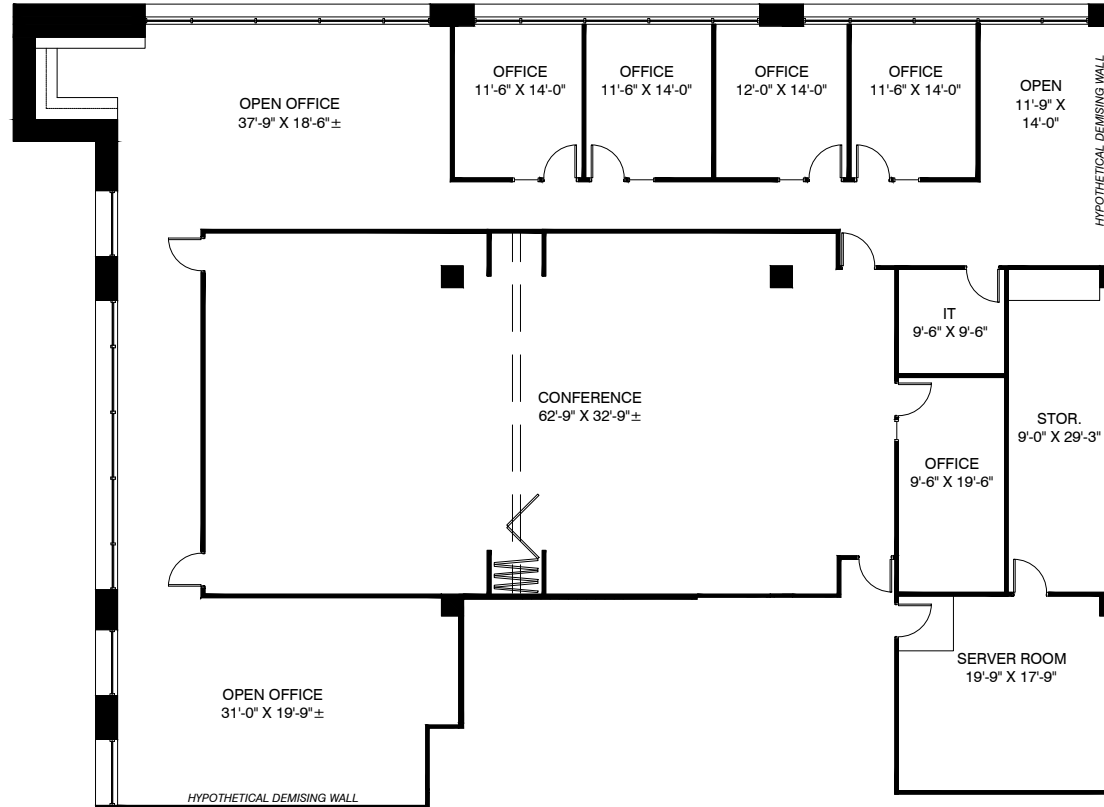 OPEN OFFICE
37'-9" X 18'-6"±
OFFICE
11'-6" X 14'-0"
OFFICE
11'-6" X 14'-0"
OFFICE
12'-0" X 14'-0"
OFFICE
11'-6" X 14'-0"
OPEN
11'-9" X
14'-0"
HYPOTHETICAL DEMISING WALL
IT
9'-6" X 9'-6"
CONFERENCE
62'-9" X 32'-9"±
STOR.
9'-0" X 29'-3"
OFFICE
9'-6" X 19'-6"
SERVER ROOM
19'-9" X 17'-9"
OPEN OFFICE
31'-0" X 19'-9"±
HYPOTHETICAL DEMISING WALL